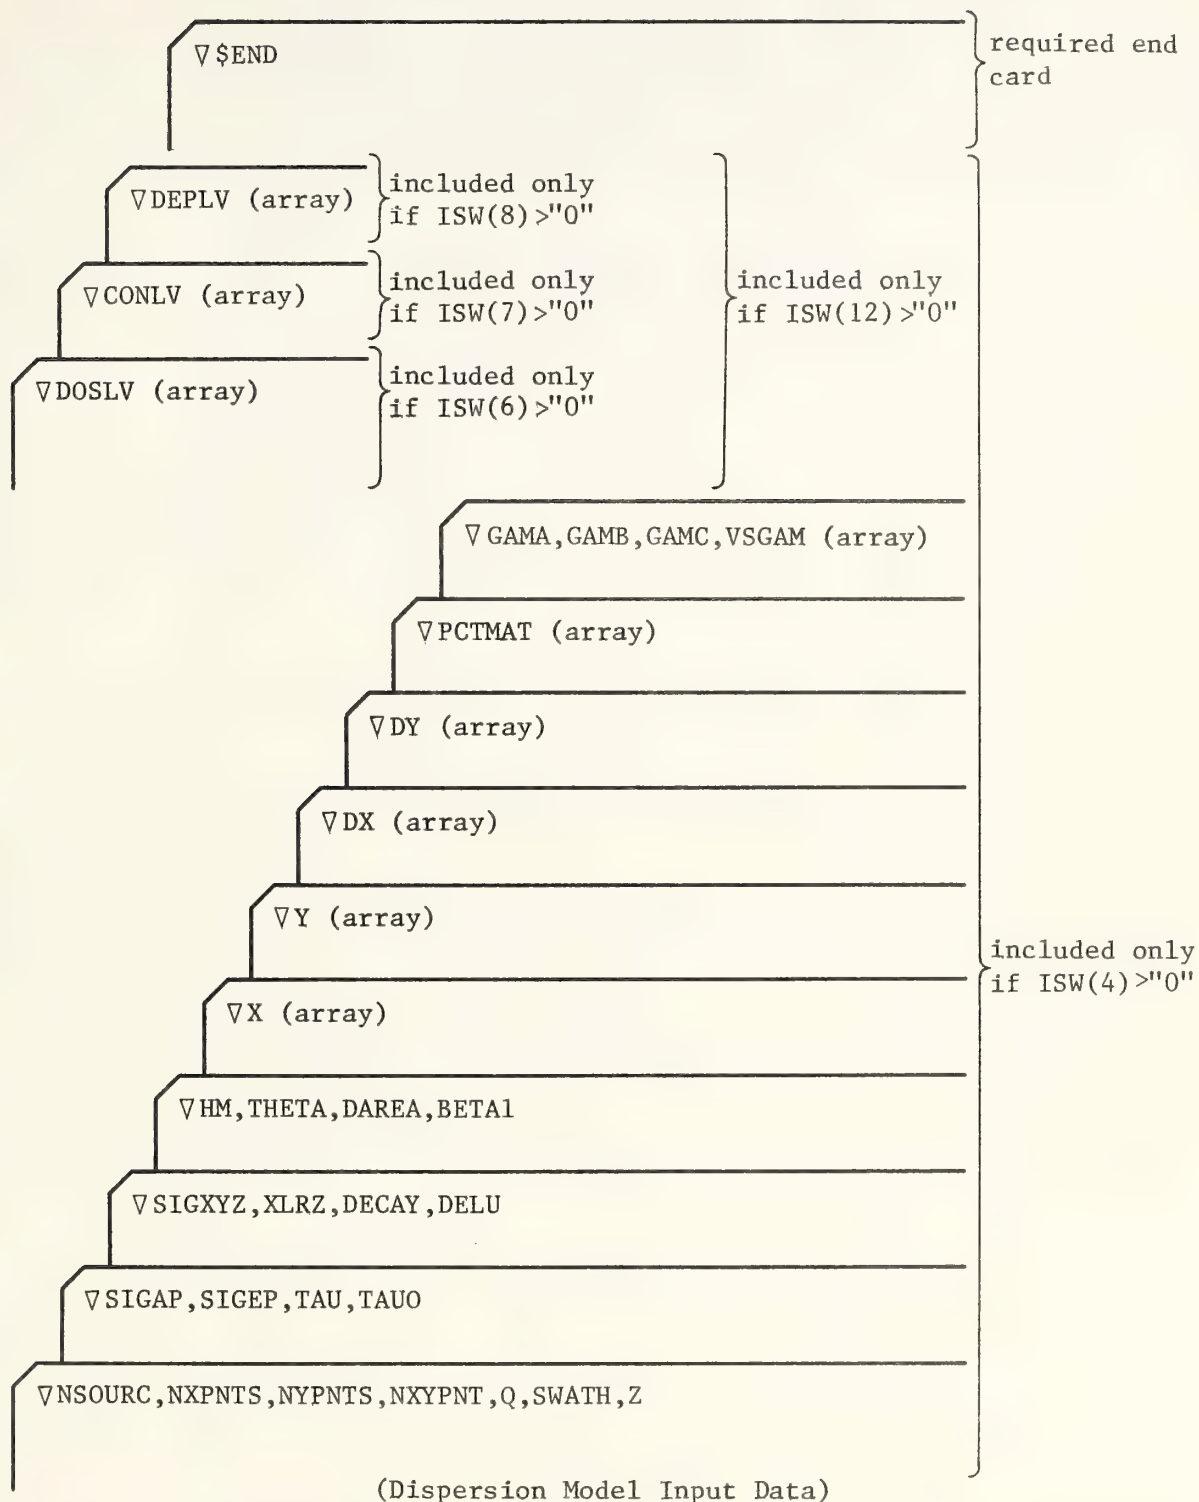 ∇$END
required end
card
∇DEPLV (array)
included only
if ISW(8)>"0"
∇CONLV (array)
included only
if ISW(7)>"0"
included only
if ISW(12)>"0"
∇DOSLV (array)
included only
if ISW(6)>"0"
∇GAMA,GAMB,GAMC,VSGAM (array)
∇PCTMAT (array)
∇DY (array)
∇DX (array)
∇Y (array)
included only
if ISW(4)>"0"
∇X (array)
∇HM,THETA,DAREA,BETA1
∇SIGXYZ,XLRZ,DECAY,DELU
∇SIGAP,SIGEP,TAU,TAUO
∇NSOURC,NXPNTS,NYPNTS,NXYPNT,Q,SWATH,Z
(Dispersion Model Input Data)